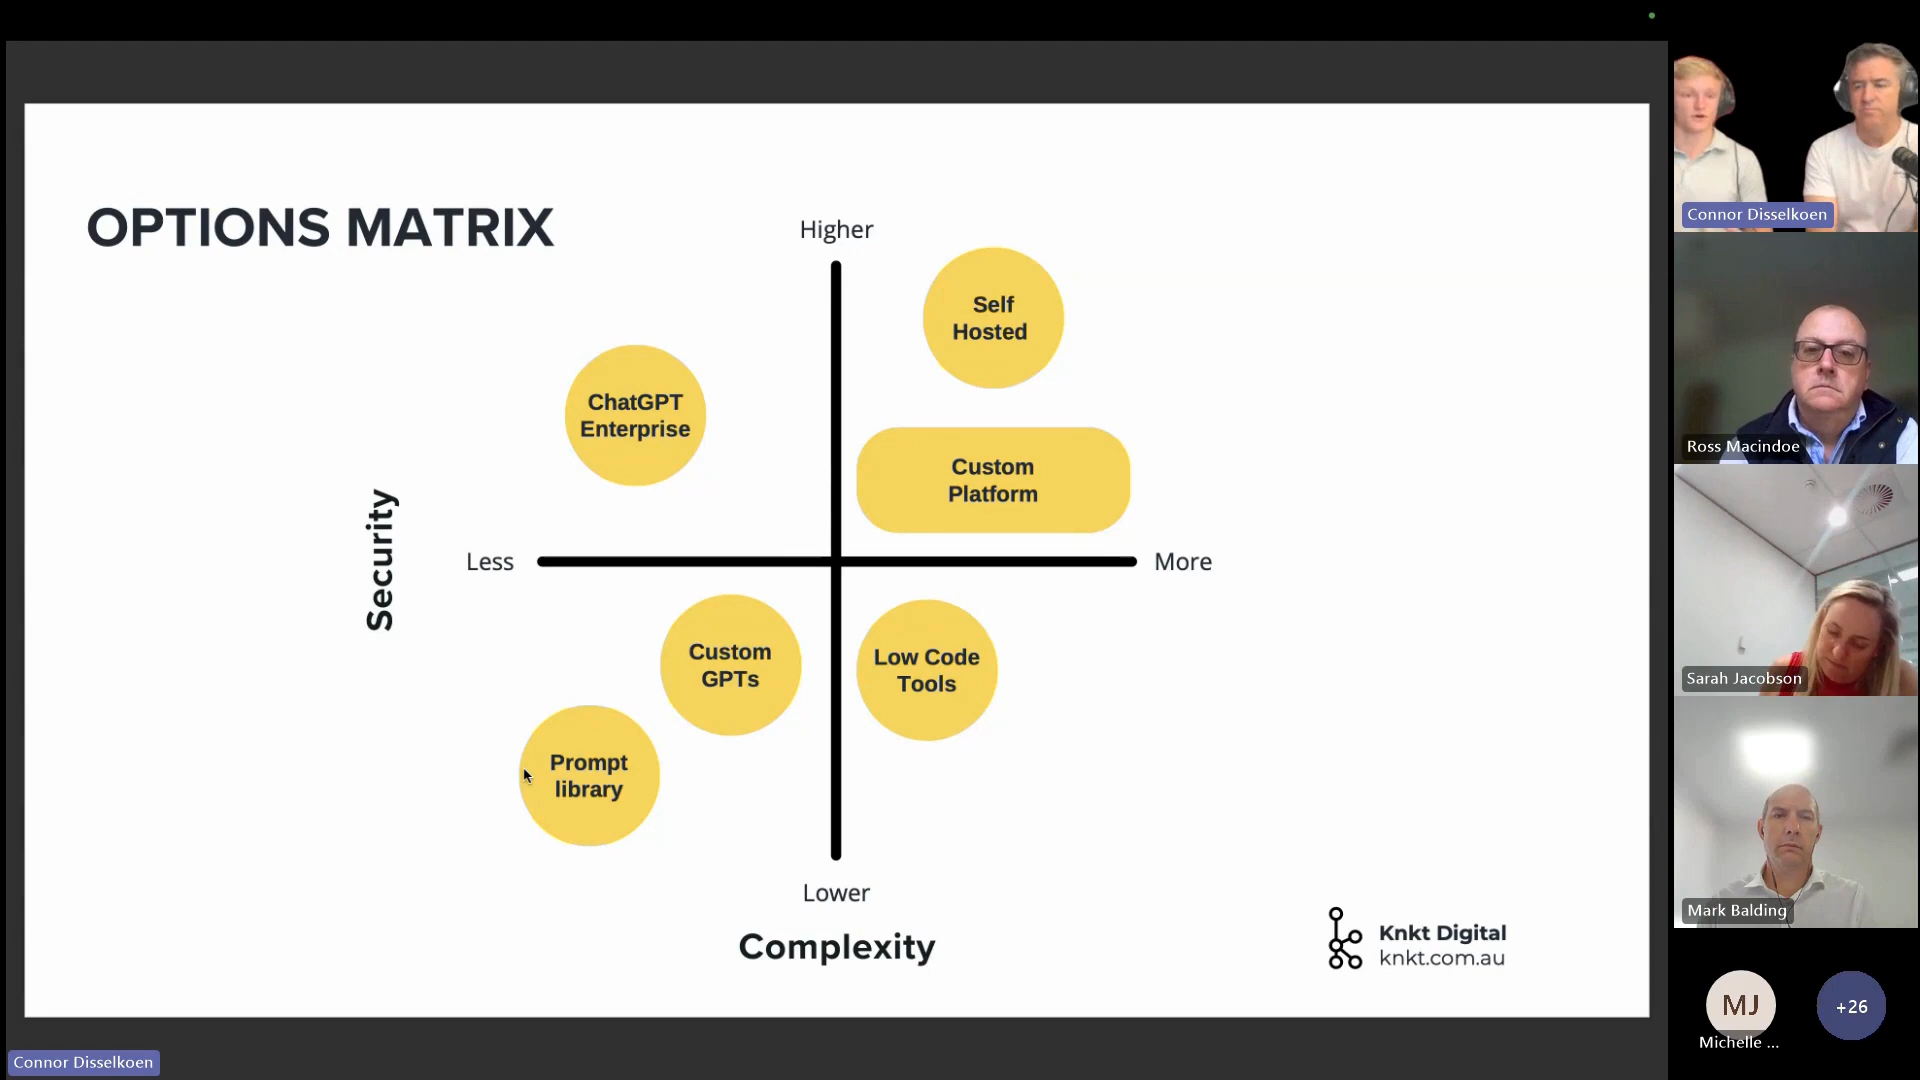 OPTIONS MATRIX
Higher
Self
Hosted
ChatGPT
Enterprise
Custom
Platform
Security
Less
More
Custom
GPTs
Low Code
Tools
Prompt
library
Lower
Complexity
Knkt Digital
knkt.com.au
Connor Disselkoen
Connor Disselkoen
Ross Macindoe
Sarah Jacobson
Mark Balding
MJ
Michelle ...
+26